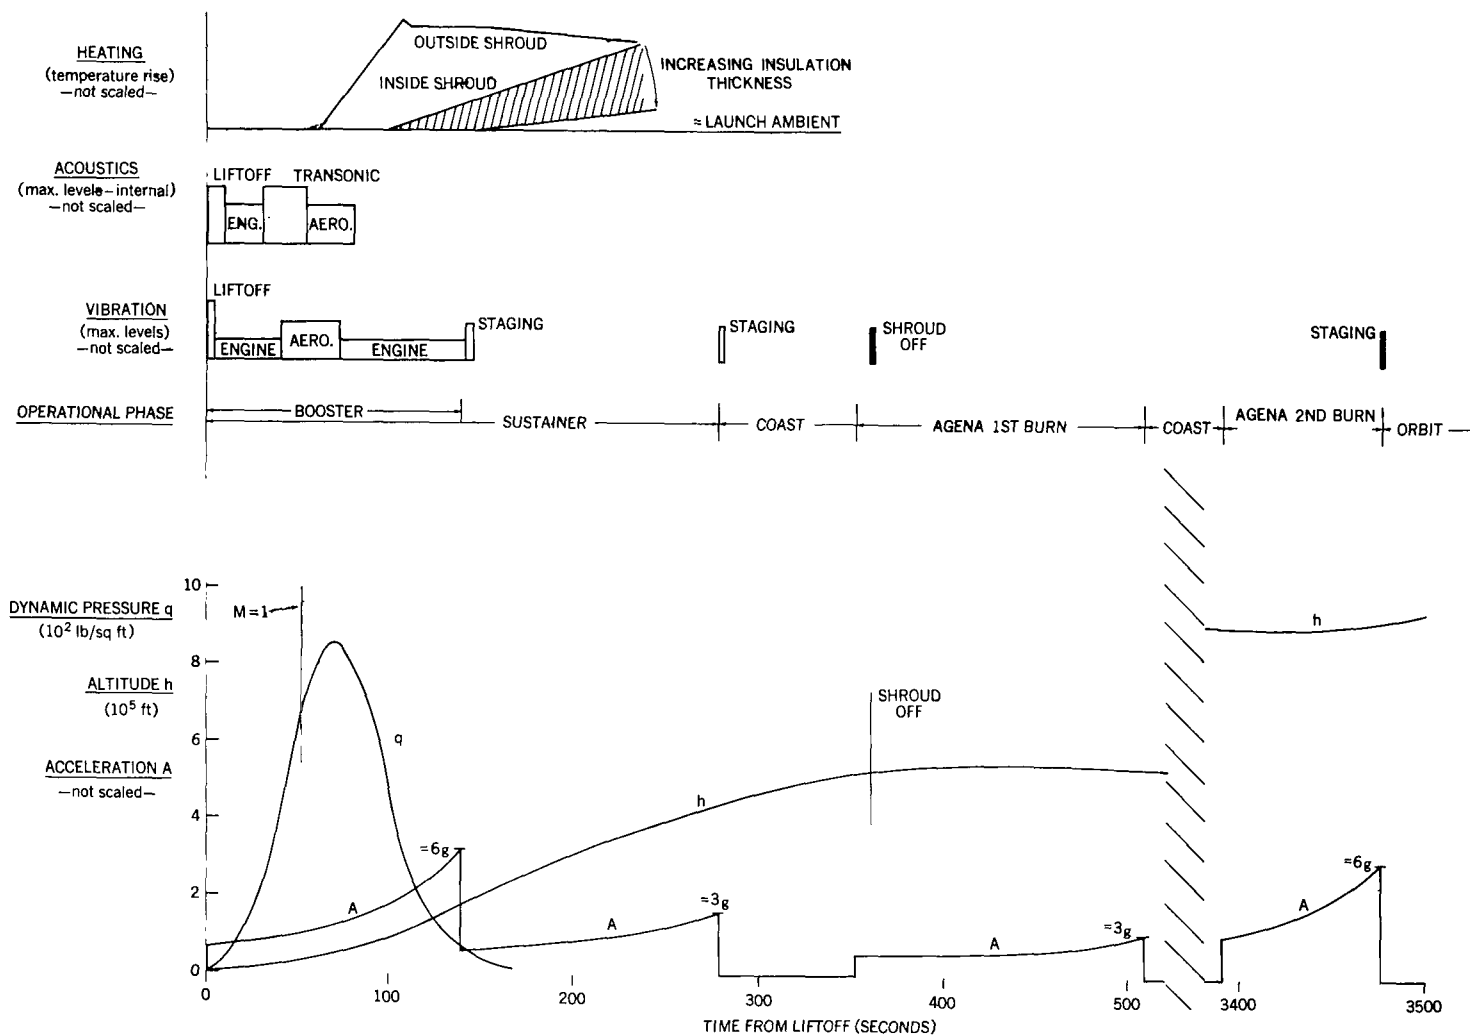 HEATING
(temperature rise)
—not scaled—
OUTSIDE SHROUD
INSIDE SHROUD
INCREASING INSULATION
THICKNESS
≈ LAUNCH AMBIENT
ACOUSTICS
(max. levels—internal)
—not scaled—
LIFTOFF
TRANSONIC
ENG.
AERO.
VIBRATION
(max. levels)
—not scaled—
LIFTOFF
ENGINE
AERO.
ENGINE
STAGING
STAGING
SHROUD
OFF
STAGING
OPERATIONAL PHASE
BOOSTER
SUSTAINER
COAST
AGENA 1ST BURN
COAST
AGENA 2ND BURN
ORBIT
DYNAMIC PRESSURE q
(10² lb/sq ft)
ALTITUDE h
(10⁵ ft)
ACCELERATION A
—not scaled—
10
8
6
4
2
0
M=1
q
h
SHROUD
OFF
h
≈6g
A
≈3g
A
≈3g
A
≈6g
A
0
100
200
300
400
500
3400
3500
TIME FROM LIFTOFF (SECONDS)